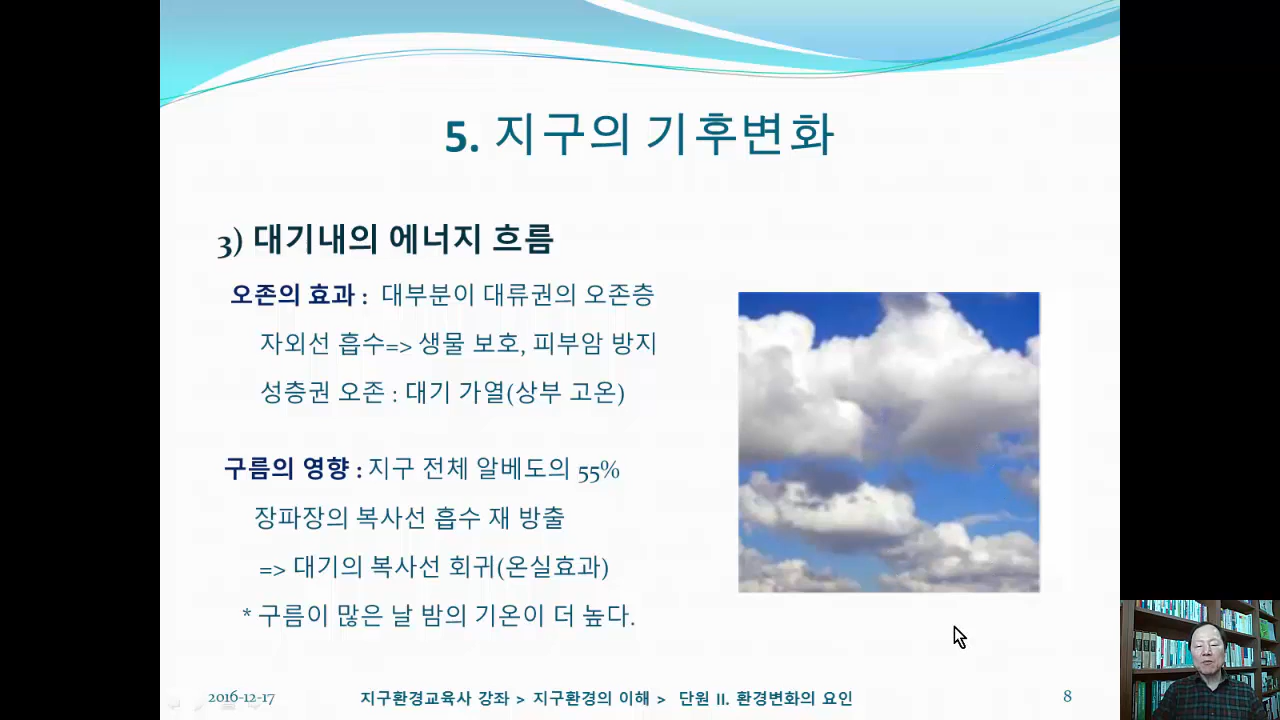 5. 지구의 기후변화
3) 대기내의 에너지 흐름
오존의 효과 : 대부분이 대류권의 오존층
자외선 흡수=> 생물 보호, 피부암 방지
성층권 오존 : 대기 가열(상부 고온)
구름의 영향 : 지구 전체 알베도의 55%
장파장의 복사선 흡수 재 방출
=> 대기의 복사선 회귀(온실효과)
* 구름이 많은 날 밤의 기온이 더 높다.
2016-12-17
지구환경교육사 강좌 > 지구환경의 이해 > 단원 II. 환경변화의 요인
8